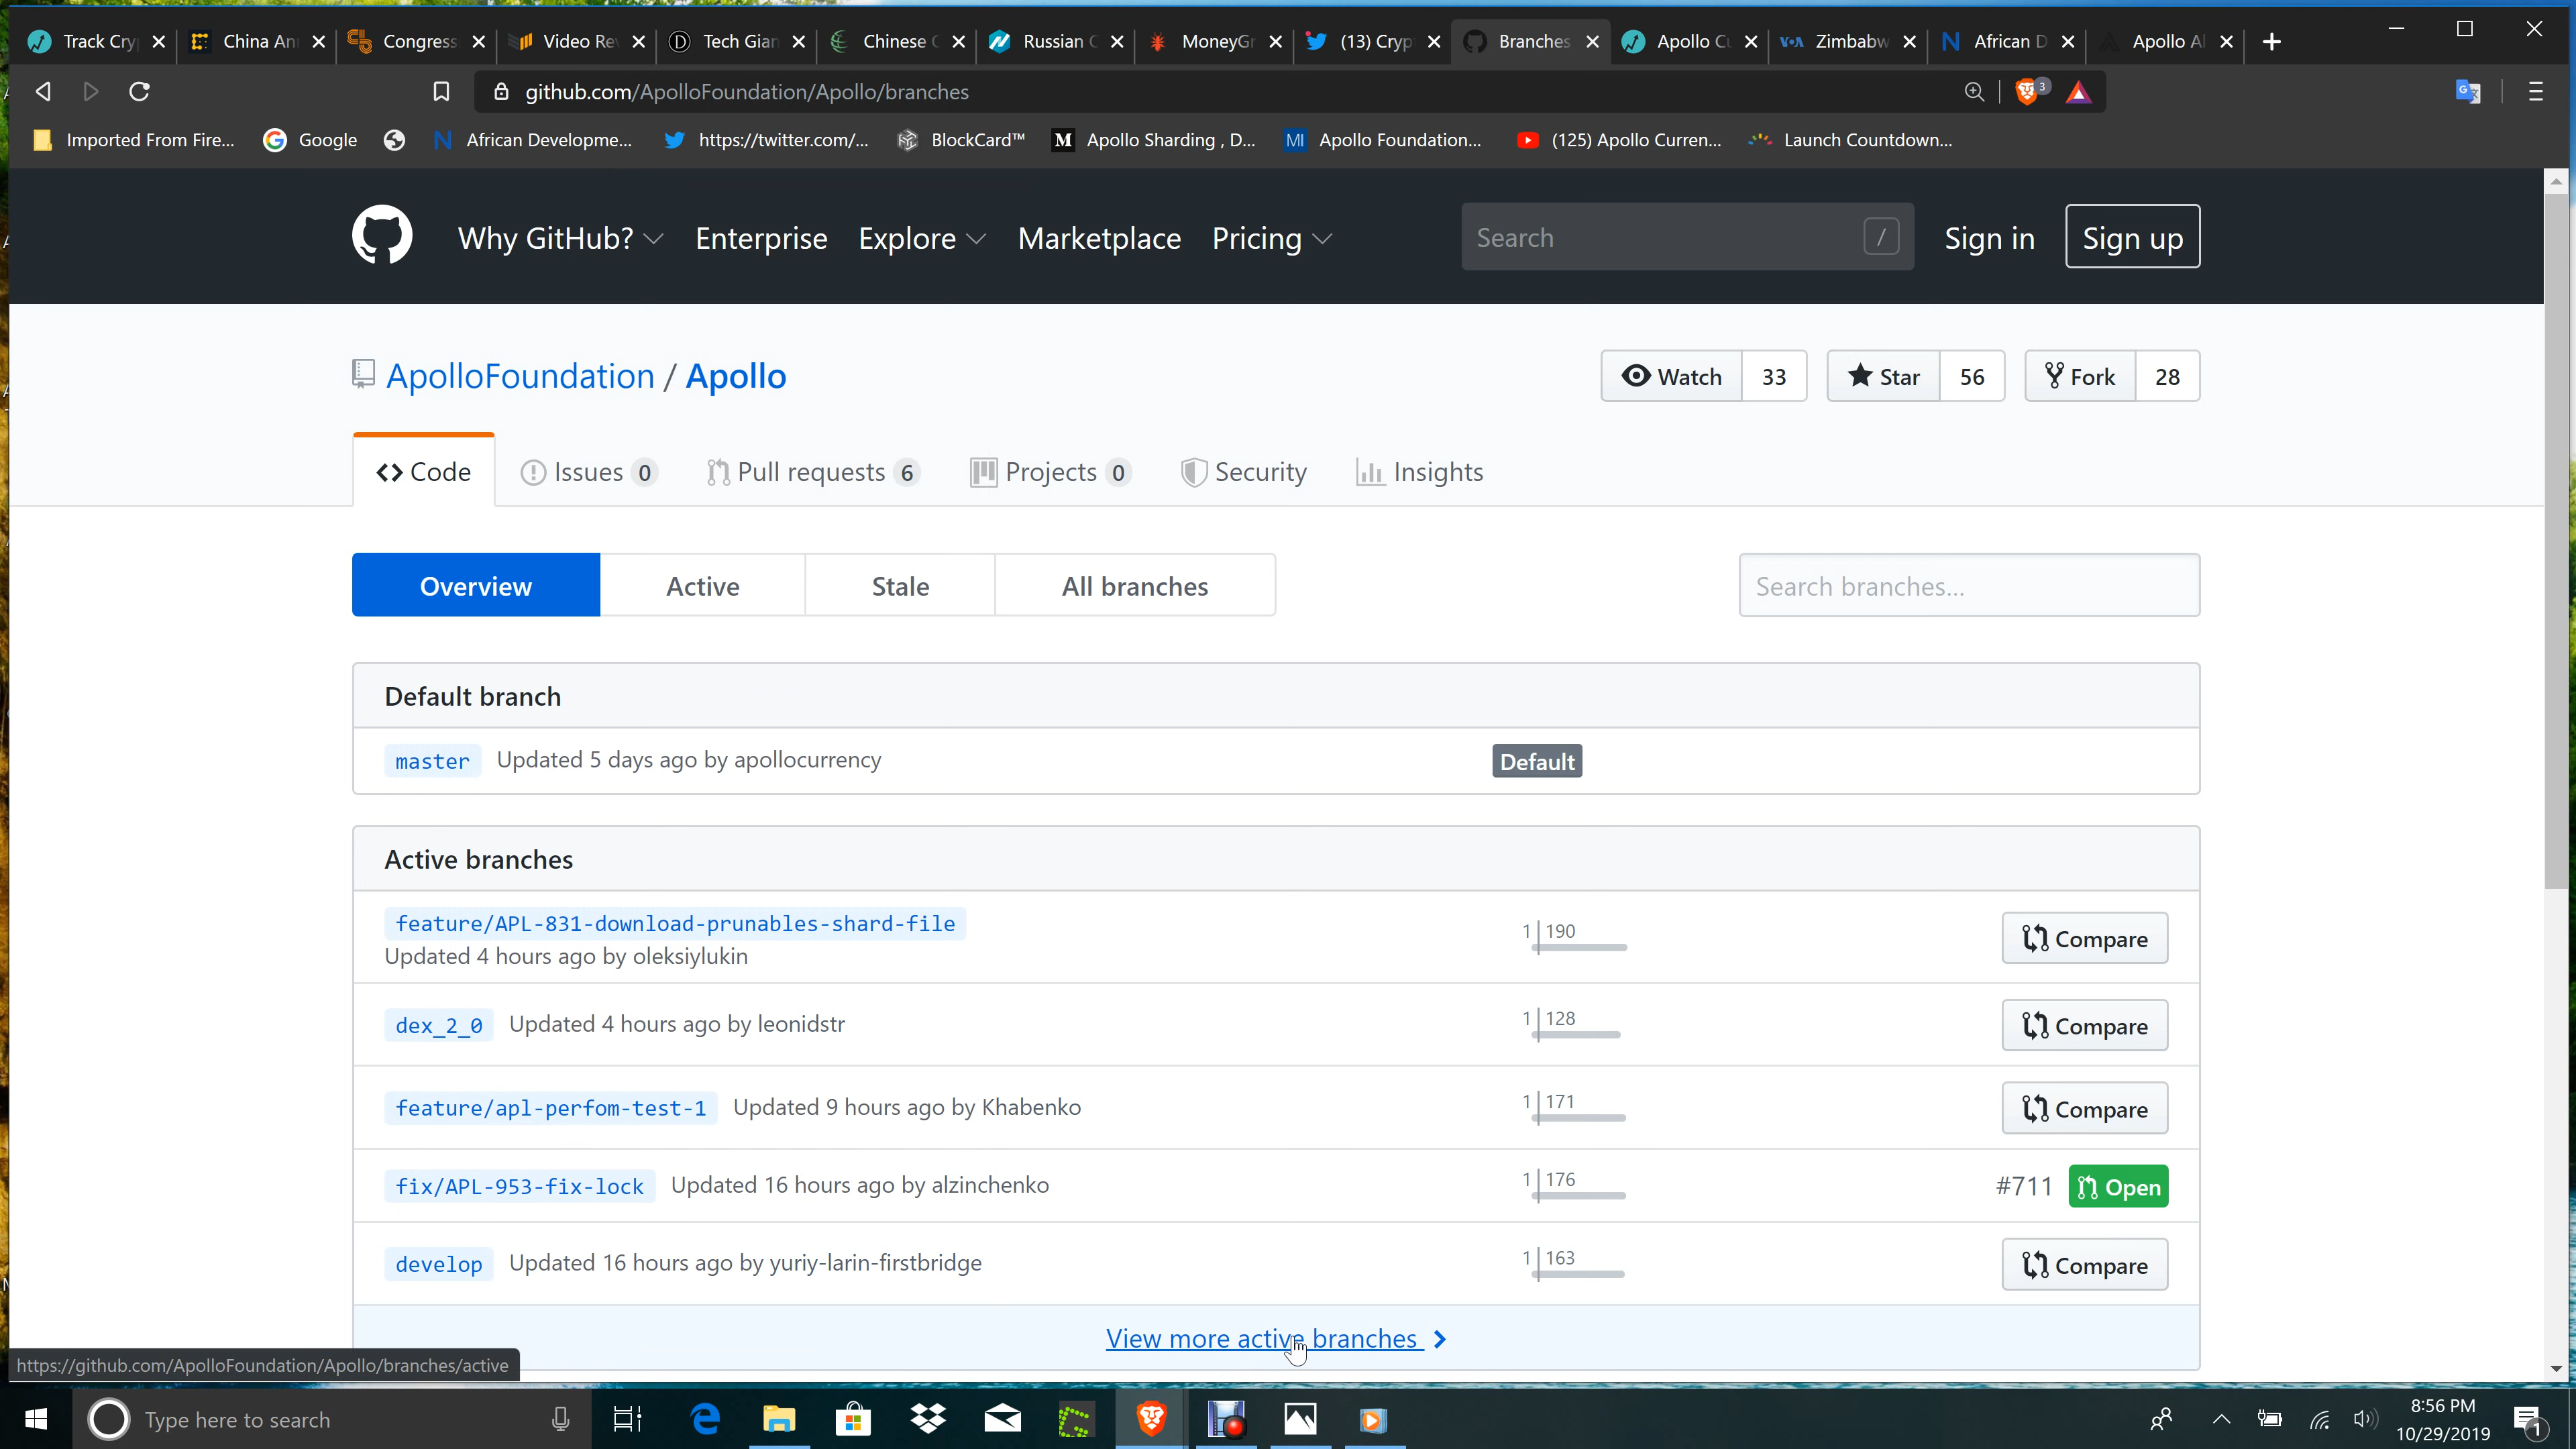 Track Cry China An Congress Video Re Tech Gian Chinese C Russian C MoneyGr (13) Cryp Branches Apollo Cu Zimbabw African D Apollo Al
github.com/ApolloFoundation/Apollo/branches 3
Imported From Fire... Google African Developme... https://twitter.com/... BlockCard™ Apollo Sharding , D... MI Apollo Foundation... (125) Apollo Curren... Launch Countdown...
Why GitHub? Enterprise Explore Marketplace Pricing Search / Sign in Sign up
ApolloFoundation / Apollo Watch 33 Star 56 Fork 28
Code Issues 0 Pull requests 6 Projects 0 Security Insights
Overview Active Stale All branches Search branches...
Default branch
master Updated 5 days ago by apollocurrency Default
Active branches
feature/APL-831-download-prunables-shard-file 1 190 Compare
Updated 4 hours ago by oleksiylukin
dex_2_0 Updated 4 hours ago by leonidstr 1 128 Compare
feature/apl-perfom-test-1 Updated 9 hours ago by Khabenko 1 171 Compare
fix/APL-953-fix-lock Updated 16 hours ago by alzinchenko 1 176 #711 Open
develop Updated 16 hours ago by yuriy-larin-firstbridge 1 163 Compare
View more active branches
https://github.com/ApolloFoundation/Apollo/branches/active
Type here to search
8:56 PM
10/29/2019
1